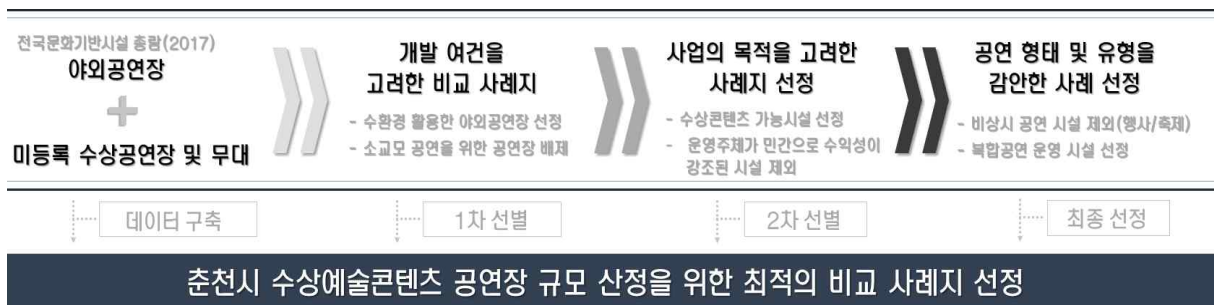 전국문화기반시설 총람(2017)
야외공연장
+
미등록 수상공연장 및 무대
개발 여건을
고려한 비교 사례지
- 수환경 활용한 야외공연장 선정
- 소교모 공연을 위한 공연장 배제
사업의 목적을 고려한
사례지 선정
- 수상콘텐츠 가능시설 선정
- 운영주체가 민간으로 수익성이
강조된 시설 제외
공연 형태 및 유형을
감안한 사례 선정
- 비상시 공연 시설 제외(행사/축제)
- 복합공연 운영 시설 선정
데이터 구축
1차 선별
2차 선별
최종 선정
춘천시 수상예술콘텐츠 공연장 규모 산정을 위한 최적의 비교 사례지 선정